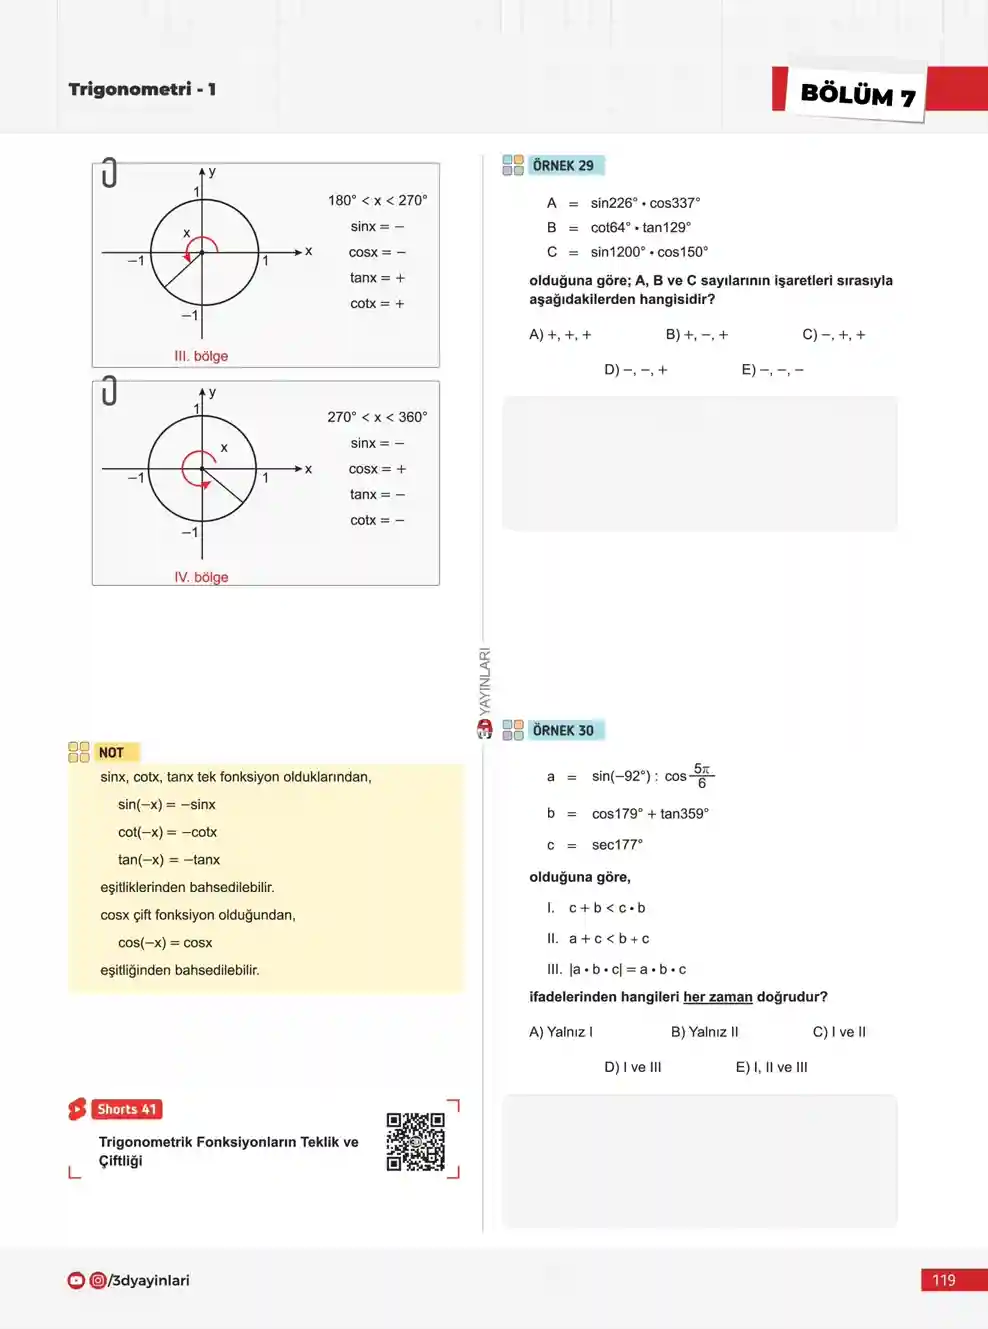 Trigonometri - 1
BÖLÜM 7
y
1
x
x
–1
1
–1
180° < x < 270°
sinx = –
cosx = –
tanx = +
cotx = +
III. bölge
y
1
x
x
–1
1
–1
270° < x < 360°
sinx = –
cosx = +
tanx = –
cotx = –
IV. bölge
NOT
sinx, cotx, tanx tek fonksiyon olduklarından,
sin(–x) = –sinx
cot(–x) = –cotx
tan(–x) = –tanx
eşitliklerinden bahsedilebilir.
cosx çift fonksiyon olduğundan,
cos(–x) = cosx
eşitliğinden bahsedilebilir.
Shorts 41
Trigonometrik Fonksiyonların Teklik ve
Çiftliği
3D YAYINLARI
ÖRNEK 29
A = sin226° • cos337°
B = cot64° • tan129°
C = sin1200° • cos150°
olduğuna göre; A, B ve C sayılarının işaretleri sırasıyla
aşağıdakilerden hangisidir?
A) +, +, + B) +, –, + C) –, +, +
D) –, –, + E) –, –, –
ÖRNEK 30
a = sin(–92°) : cos 5π/6
b = cos179° + tan359°
c = sec177°
olduğuna göre,
I. c + b < c • b
II. a + c < b + c
III. |a • b • c| = a • b • c
ifadelerinden hangileri her zaman doğrudur?
A) Yalnız I B) Yalnız II C) I ve II
D) I ve III E) I, II ve III
/3dyayinlari
119